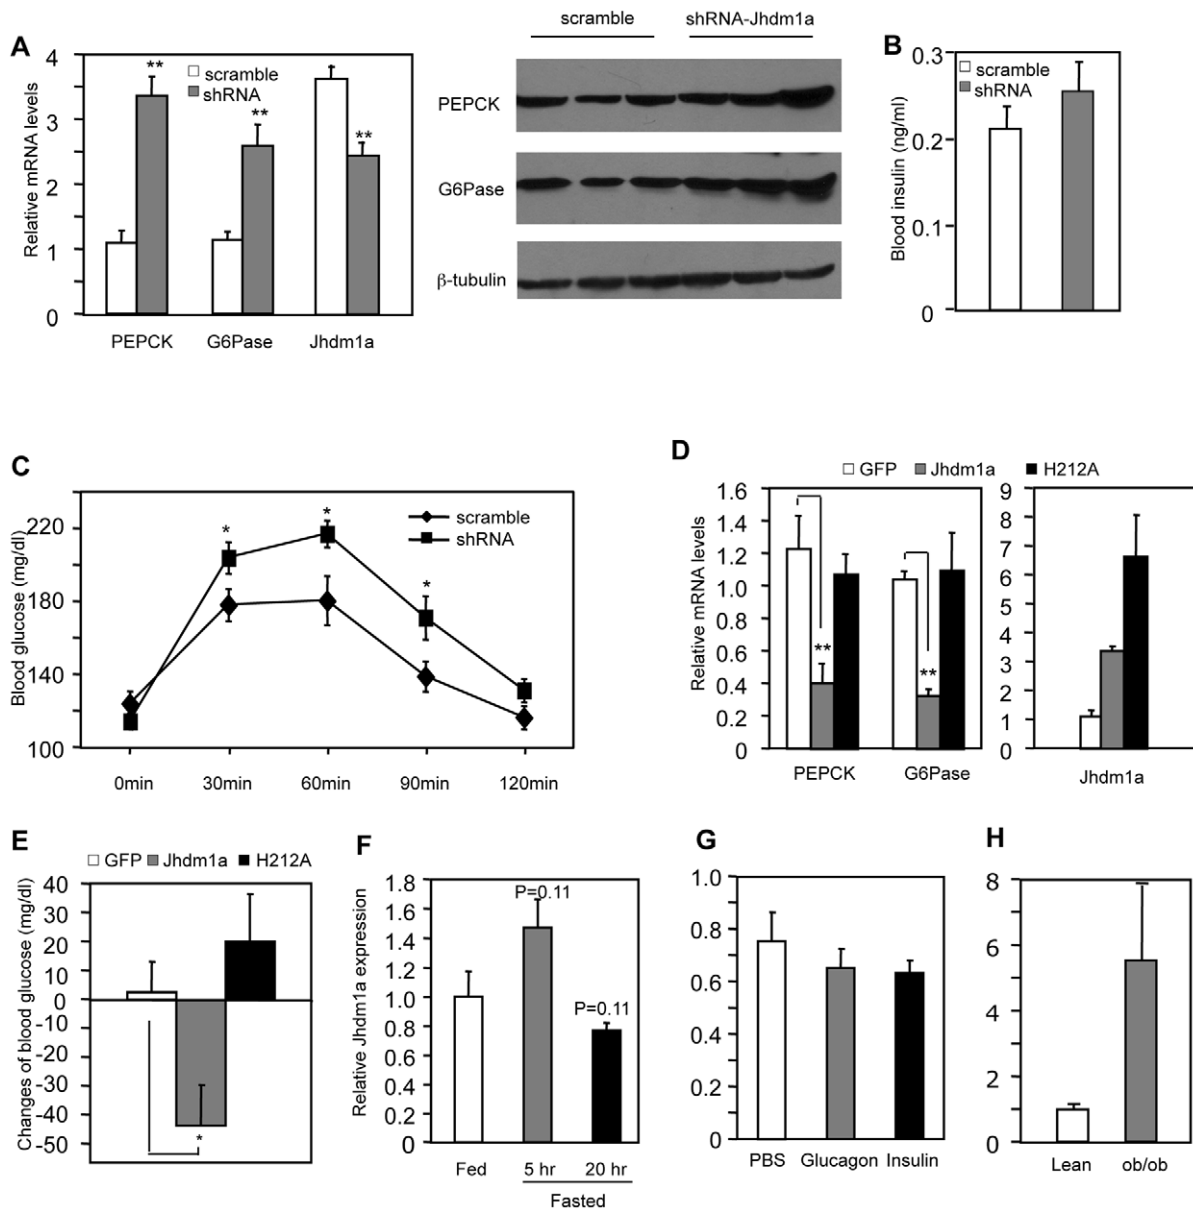 A
Relative mRNA levels
4
3
2
1
0
** ** **
scramble
shRNA
PEPCK G6Pase Jhdm1a
scramble shRNA-Jhdm1a
PEPCK
G6Pase
β-tubulin
B
Blood insulin (ng/ml)
0.3
0.2
0.1
0
scramble
shRNA
C
Blood glucose (mg/dl)
220
180
140
100
* * *
scramble
shRNA
0min 30min 60min 90min 120min
D
GFP Jhdm1a H212A
Relative mRNA levels
1.6
1.4
1.2
1.0
0.8
0.6
0.4
0.2
0
** **
PEPCK G6Pase
9
8
7
6
5
4
3
2
1
0
Jhdm1a
E
GFP Jhdm1a H212A
Changes of blood glucose (mg/dl)
40
30
20
10
0
-10
-20
-30
-40
-50
*
F
Relative Jhdm1a expression
1.8
1.6
1.4
1.2
1.0
0.8
0.6
0.4
0.2
0
P=0.11
P=0.11
Fed 5 hr 20 hr
Fasted
G
1.0
0.8
0.6
0.4
0.2
0
PBS Glucagon Insulin
H
8
6
4
2
0
Lean ob/ob